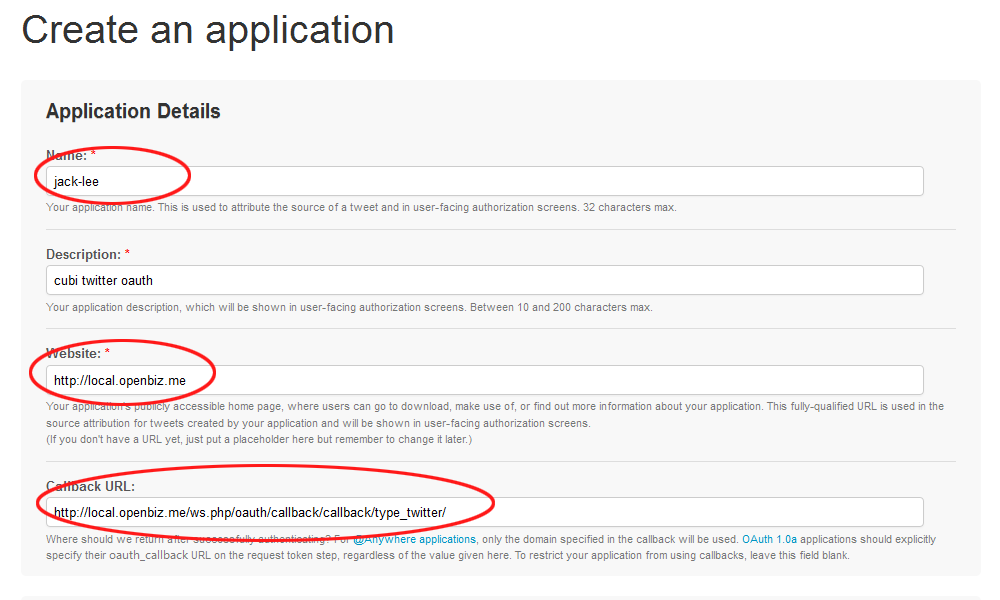 Create an application
Application Details
Name: *
jack-lee
Your application name. This is used to attribute the source of a tweet and in user-facing authorization screens. 32 characters max.
Description: *
cubi twitter oauth
Your application description, which will be shown in user-facing authorization screens. Between 10 and 200 characters max.
Website: *
http://local.openbiz.me
Your application's publicly accessible home page, where users can go to download, make use of, or find out more information about your application. This fully-qualified URL is used in the
source attribution for tweets created by your application and will be shown in user-facing authorization screens.
(If you don't have a URL yet, just put a placeholder here but remember to change it later.)
Callback URL:
http://local.openbiz.me/ws.php/oauth/callback/callback/type_twitter/
Where should we return after successfully authenticating? For @Anywhere applications, only the domain specified in the callback will be used. OAuth 1.0a applications should explicitly
specify their oauth_callback URL on the request token step, regardless of the value given here. To restrict your application from using callbacks, leave this field blank.